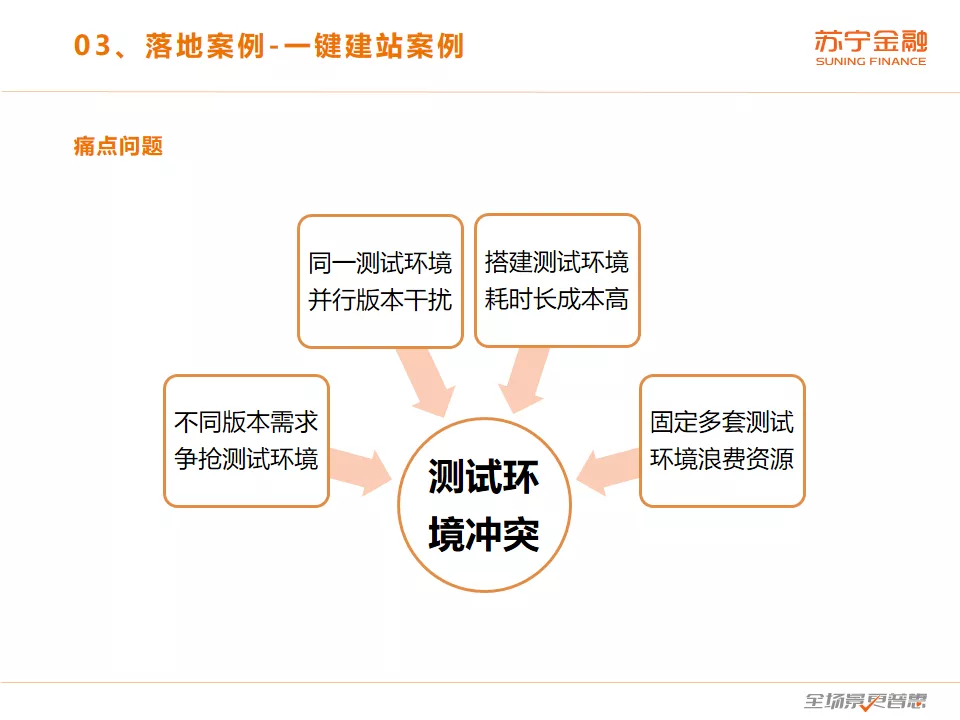 03、落地案例-一键建站案例
苏宁金融
SUNING FINANCE
痛点问题
同一测试环境
并行版本干扰
搭建测试环境
耗时长成本高
不同版本需求
争抢测试环境
固定多套测试
环境浪费资源
测试环
境冲突
全场景更普惠